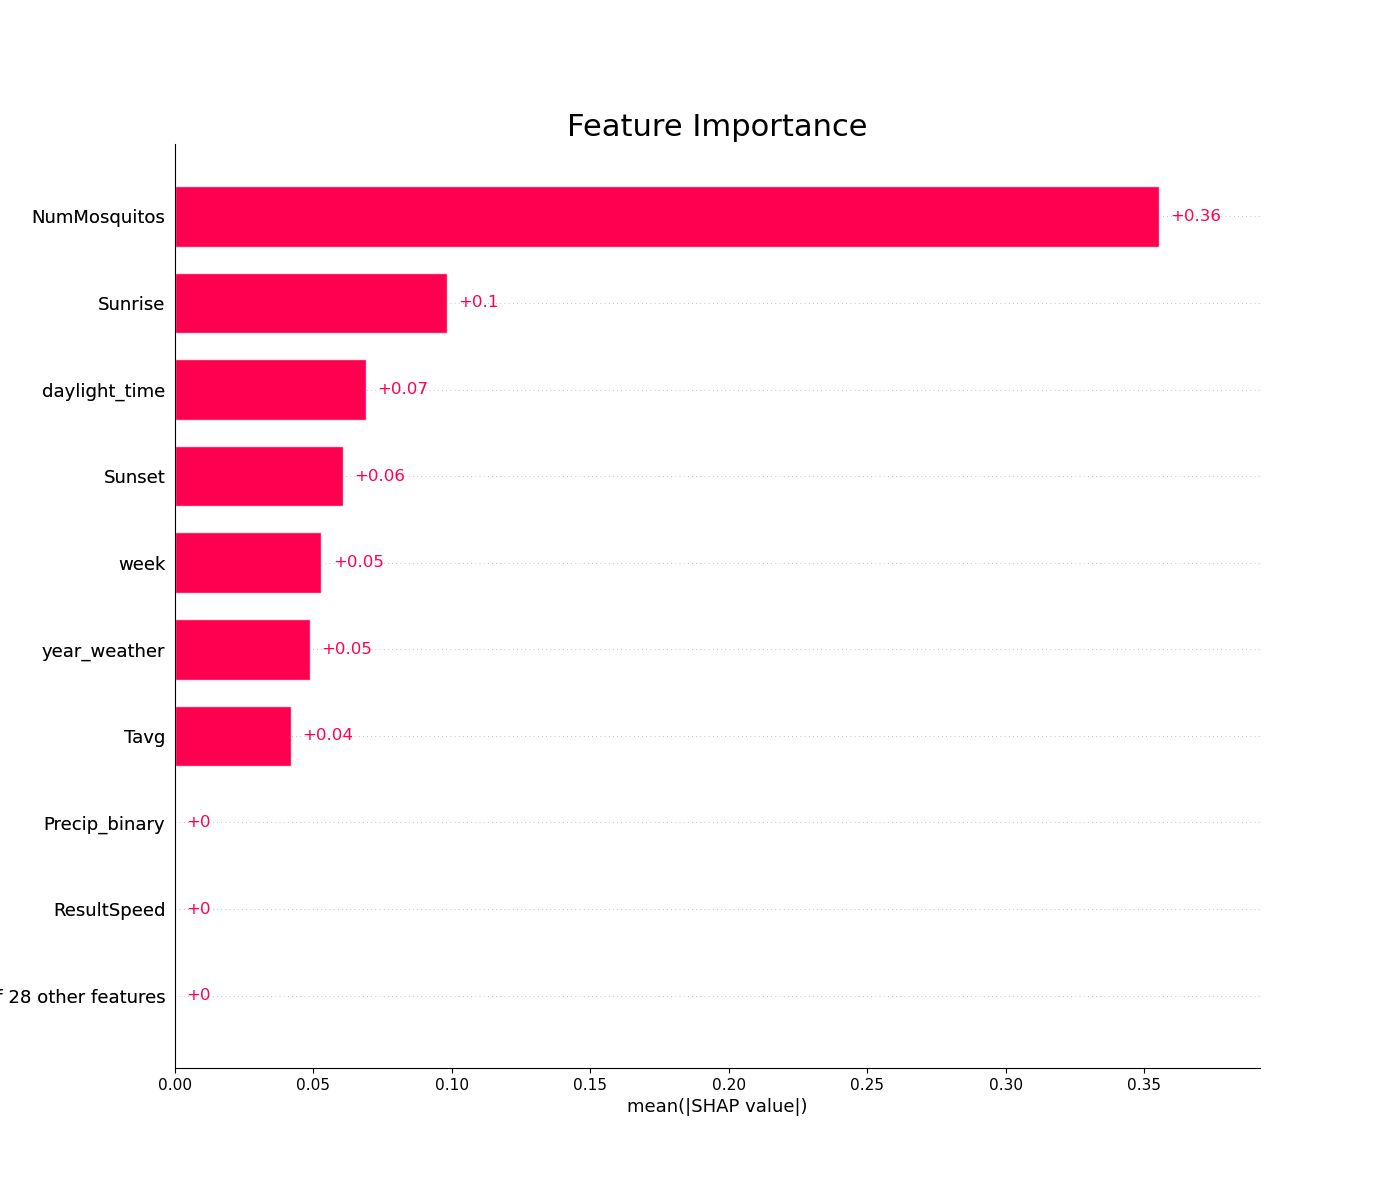 Feature Importance
NumMosquitos
+0.36
Sunrise
+0.1
daylight_time
+0.07
Sunset
+0.06
week
+0.05
year_weather
+0.05
Tavg
+0.04
Precip_binary
+0
ResultSpeed
+0
28 other features
+0
0.00 0.05 0.10 0.15 0.20 0.25 0.30 0.35
mean(|SHAP value|)